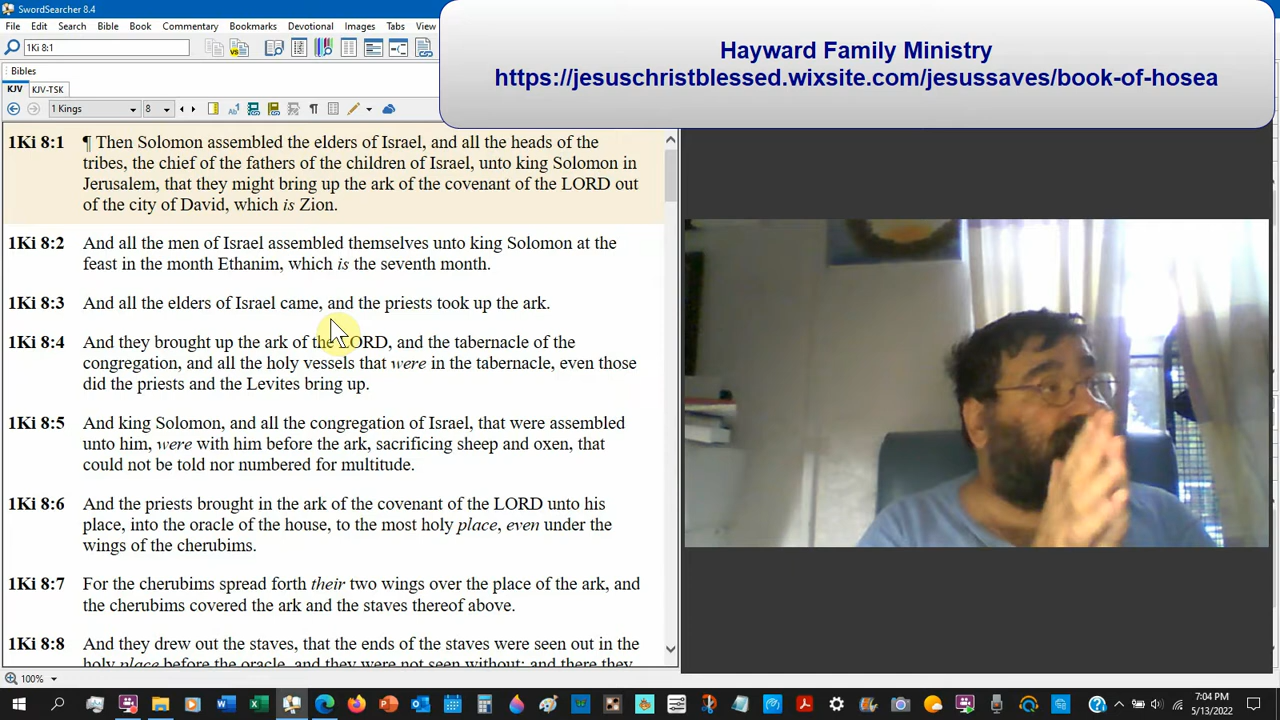 SwordSearcher 8.4
File Edit Search Bible Book Commentary Bookmarks Devotional Images Tabs View
1Ki 8:1
Bibles
KJV KJV-TSK
1 Kings 8
Hayward Family Ministry
https://jesuschristblessed.wixsite.com/jesussaves/book-of-hosea
1Ki 8:1 ¶ Then Solomon assembled the elders of Israel, and all the heads of the
tribes, the chief of the fathers of the children of Israel, unto king Solomon in
Jerusalem, that they might bring up the ark of the covenant of the LORD out
of the city of David, which is Zion.
1Ki 8:2 And all the men of Israel assembled themselves unto king Solomon at the
feast in the month Ethanim, which is the seventh month.
1Ki 8:3 And all the elders of Israel came, and the priests took up the ark.
1Ki 8:4 And they brought up the ark of the LORD, and the tabernacle of the
congregation, and all the holy vessels that were in the tabernacle, even those
did the priests and the Levites bring up.
1Ki 8:5 And king Solomon, and all the congregation of Israel, that were assembled
unto him, were with him before the ark, sacrificing sheep and oxen, that
could not be told nor numbered for multitude.
1Ki 8:6 And the priests brought in the ark of the covenant of the LORD unto his
place, into the oracle of the house, to the most holy place, even under the
wings of the cherubims.
1Ki 8:7 For the cherubims spread forth their two wings over the place of the ark, and
the cherubims covered the ark and the staves thereof above.
1Ki 8:8 And they drew out the staves, that the ends of the staves were seen out in the
holy place before the oracle, and they were not seen without: and there they
100%
7:04 PM
5/13/2022